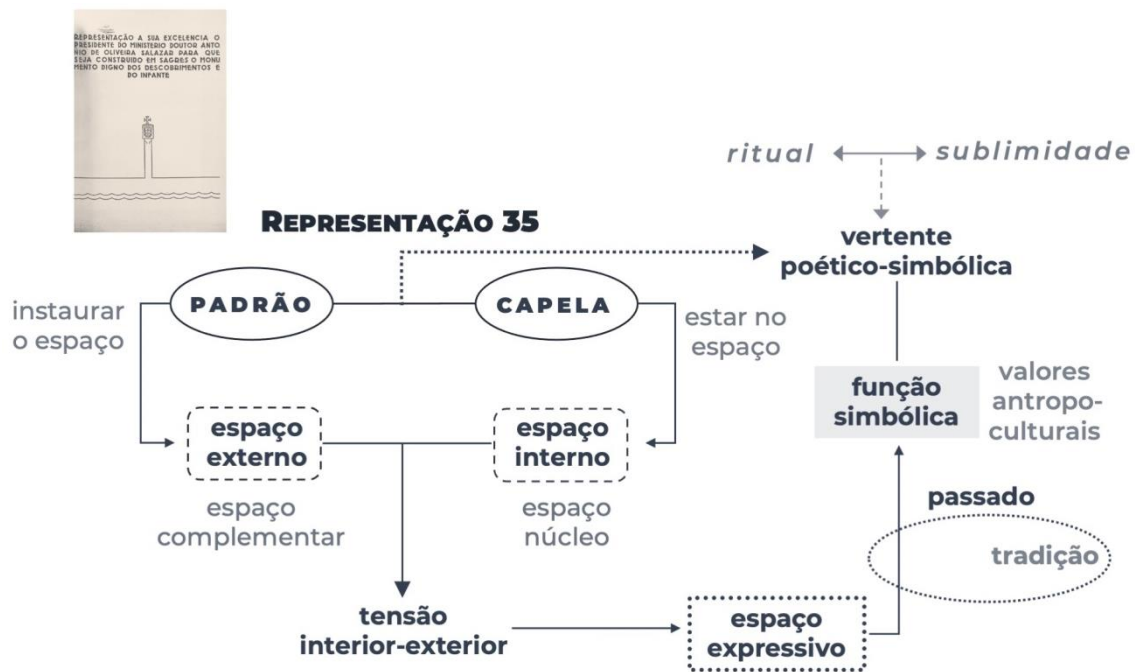 REPRESENTAÇÃO A SUA EXCELENCIA O
PRESIDENTE DO MINISTERIO DOUTOR ANTO
NIO DE OLIVEIRA SALAZAR PARA QUE
SEJA CONSTRUIDO EM SAGRES O MONU
MENTO DIGNO DOS DESCOBRIMENTOS E
DO INFANTE
ritual
sublimidade
REPRESENTAÇÃO 35
vertente
poético-simbólica
PADRÃO
CAPELA
instaurar
o espaço
estar no
espaço
função
simbólica
valores
antropo-
culturais
espaço
externo
espaço
interno
espaço
complementar
espaço
núcleo
passado
tradição
tensão
interior-exterior
espaço
expressivo